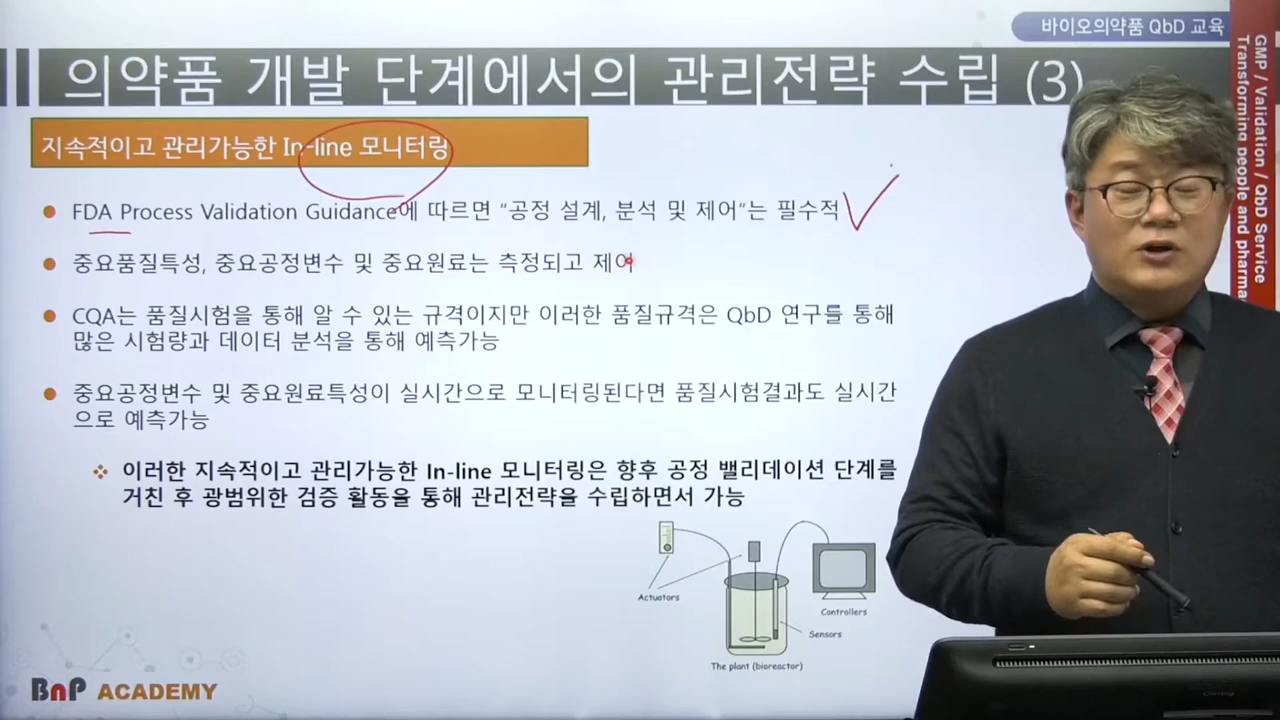 바이오의약품 QbD 교육
의약품 개발 단계에서의 관리전략 수립 (3)
GMP / Validation / QbD Service
Transforming people and pharma
지속적이고 관리가능한 In-line 모니터링
FDA Process Validation Guidance에 따르면 “공정 설계, 분석 및 제어”는 필수적
중요품질특성, 중요공정변수 및 중요원료는 측정되고 제어
CQA는 품질시험을 통해 알 수 있는 규격이지만 이러한 품질규격은 QbD 연구를 통해
많은 시험량과 데이터 분석을 통해 예측가능
중요공정변수 및 중요원료특성이 실시간으로 모니터링된다면 품질시험결과도 실시간
으로 예측가능
이러한 지속적이고 관리가능한 In-line 모니터링은 향후 공정 밸리데이션 단계를
거친 후 광범위한 검증 활동을 통해 관리전략을 수립하면서 가능
Actuators
Controllers
Sensors
The plant (bioreactor)
BnP ACADEMY